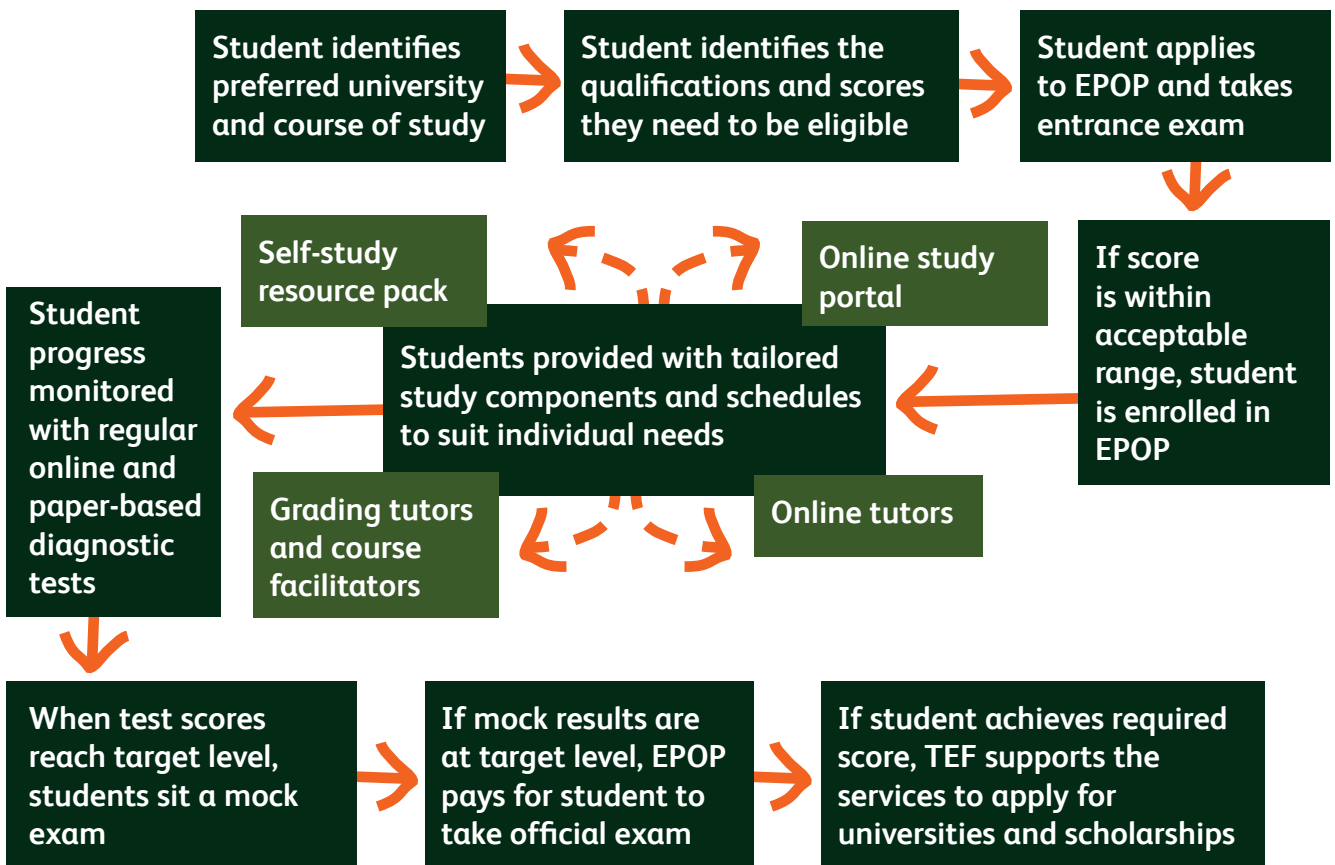 Student identifies
preferred university
and course of study
Student identifies the
qualifications and scores
they need to be eligible
Student applies
to EPOP and takes
entrance exam
If score
is within
acceptable
range, student
is enrolled in
EPOP
Students provided with tailored
study components and schedules
to suit individual needs
Self-study
resource pack
Online study
portal
Grading tutors
and course
facilitators
Online tutors
Student
progress
monitored
with regular
online and
paper-based
diagnostic
tests
When test scores
reach target level,
students sit a mock
exam
If mock results are
at target level, EPOP
pays for student to
take official exam
If student achieves required
score, TEF supports the
services to apply for
universities and scholarships